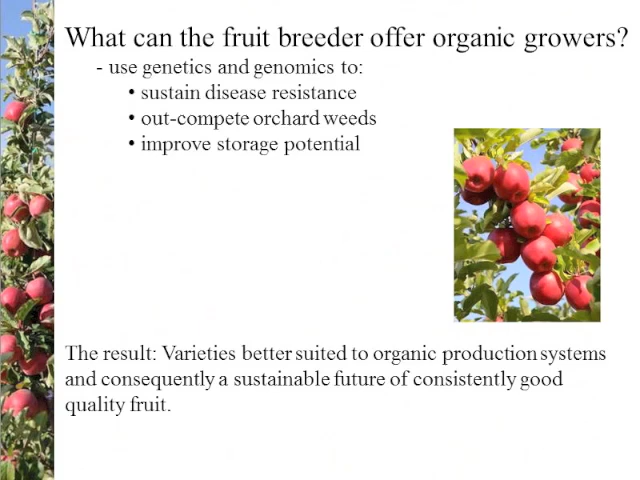 What can the fruit breeder offer organic growers?
- use genetics and genomics to:
• sustain disease resistance
• out-compete orchard weeds
• improve storage potential
The result: Varieties better suited to organic production systems
and consequently a sustainable future of consistently good
quality fruit.